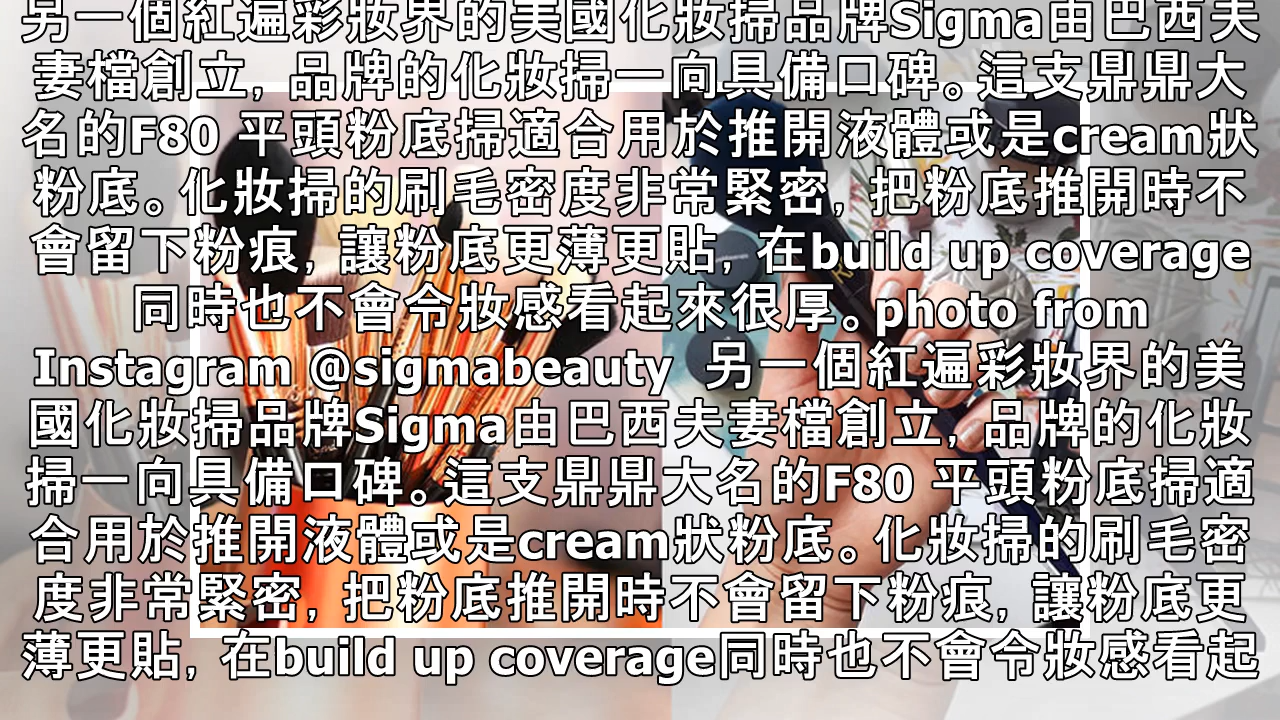 另一個紅遍彩妝界的美國化妝掃品牌Sigma由巴西夫
妻檔創立, 品牌的化妝掃一向具備口碑。這支鼎鼎大
名的F80 平頭粉底掃適合用於推開液體或是cream狀
粉底。化妝掃的刷毛密度非常緊密, 把粉底推開時不
會留下粉痕, 讓粉底更薄更貼, 在build up coverage
同時也不會令妝感看起來很厚。photo from
Instagram @sigmabeauty 另一個紅遍彩妝界的美
國化妝掃品牌Sigma由巴西夫妻檔創立, 品牌的化妝
掃一向具備口碑。這支鼎鼎大名的F80 平頭粉底掃適
合用於推開液體或是cream狀粉底。化妝掃的刷毛密
度非常緊密, 把粉底推開時不會留下粉痕, 讓粉底更
薄更貼, 在build up coverage同時也不會令妝感看起